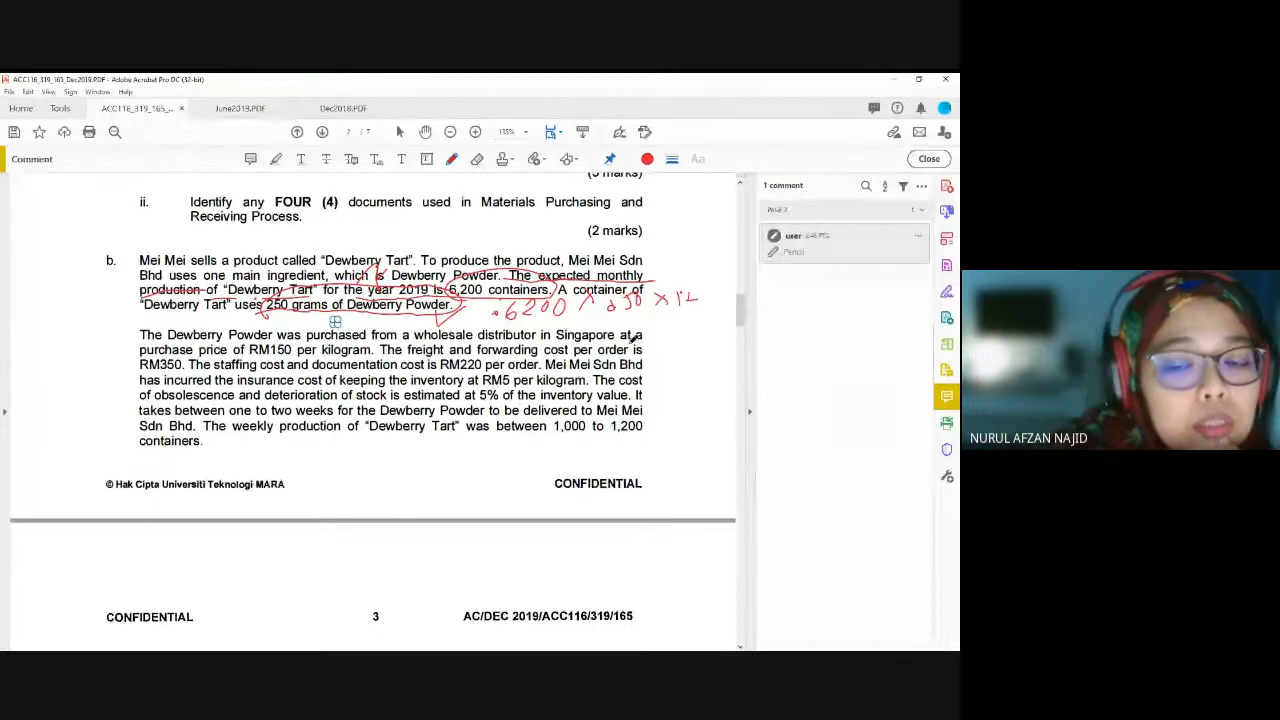 ACC116_319_165_Dec2019.PDF - Adobe Acrobat Pro DC (32-bit)
File Edit View Sign Window Help
Home Tools ACC116_319_165_... × June2019.PDF Dec2018.PDF
2 / 7 135%
Comment Close
(5 marks)
ii. Identify any FOUR (4) documents used in Materials Purchasing and
Receiving Process.
(2 marks)
b. Mei Mei sells a product called “Dewberry Tart”. To produce the product, Mei Mei Sdn
Bhd uses one main ingredient, which is Dewberry Powder. The expected monthly
production of “Dewberry Tart” for the year 2019 is 6,200 containers. A container of
“Dewberry Tart” uses 250 grams of Dewberry Powder.
6200 × 250 × 12
The Dewberry Powder was purchased from a wholesale distributor in Singapore at a
purchase price of RM150 per kilogram. The freight and forwarding cost per order is
RM350. The staffing cost and documentation cost is RM220 per order. Mei Mei Sdn Bhd
has incurred the insurance cost of keeping the inventory at RM5 per kilogram. The cost
of obsolescence and deterioration of stock is estimated at 5% of the inventory value. It
takes between one to two weeks for the Dewberry Powder to be delivered to Mei Mei
Sdn Bhd. The weekly production of “Dewberry Tart” was between 1,000 to 1,200
containers.
© Hak Cipta Universiti Teknologi MARA CONFIDENTIAL
CONFIDENTIAL 3 AC/DEC 2019/ACC116/319/165
1 comment
PAGE 2 1
user
Pencil
NURUL AFZAN NAJID